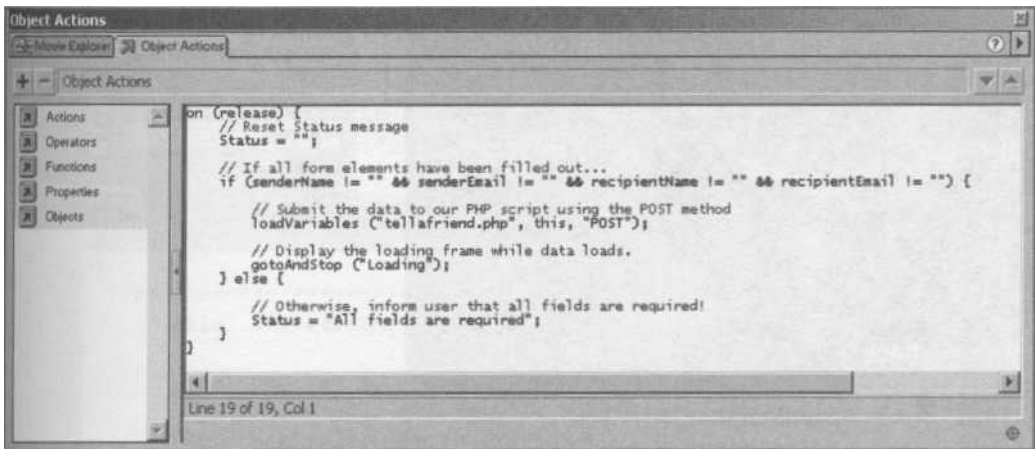 Object Actions
Movie Explorer
Object Actions
?
+ - Object Actions
Actions
Operators
Functions
Properties
Objects
on (release) {
    // Reset Status message
    Status = "";

    // If all form elements have been filled out...
    if (senderName != "" && senderEmail != "" && recipientName != "" && recipientEmail != "") {

        // Submit the data to our PHP script using the POST method
        loadVariables ("tellafriend.php", this, "POST");

        // Display the loading frame while data loads.
        gotoAndStop ("Loading");
    } else {

        // Otherwise, inform user that all fields are required!
        Status = "All fields are required";
    }
}
Line 19 of 19, Col 1